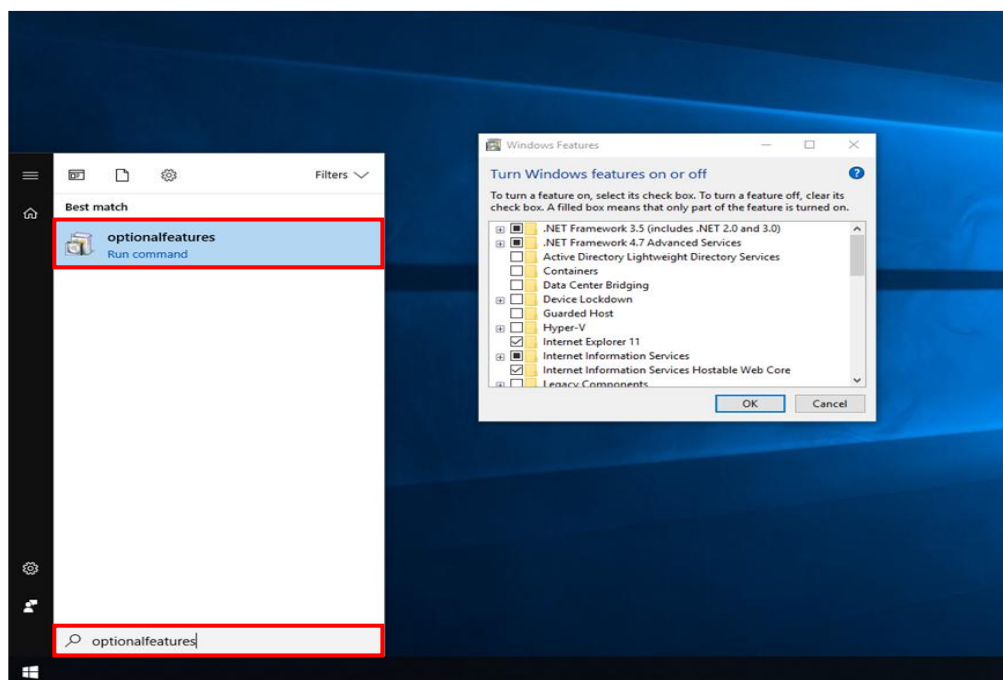 Filters
Best match
optionalfeatures
Run command
optionalfeatures
Windows Features
Turn Windows features on or off
To turn a feature on, select its check box. To turn a feature off, clear its
check box. A filled box means that only part of the feature is turned on.
.NET Framework 3.5 (includes .NET 2.0 and 3.0)
.NET Framework 4.7 Advanced Services
Active Directory Lightweight Directory Services
Containers
Data Center Bridging
Device Lockdown
Guarded Host
Hyper-V
Internet Explorer 11
Internet Information Services
Internet Information Services Hostable Web Core
Legacy Components
OK Cancel